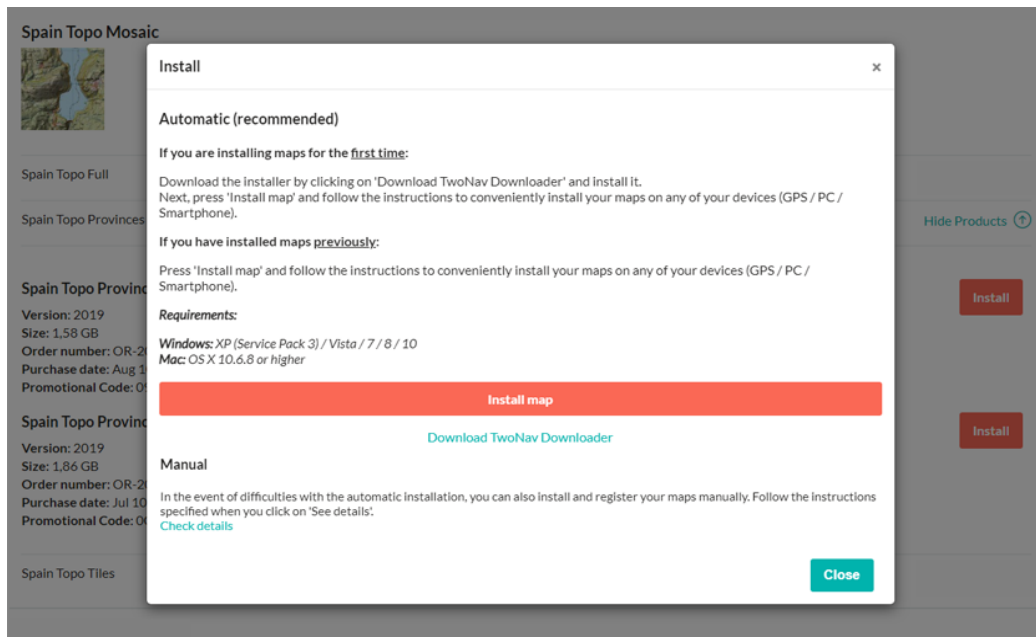 Spain Topo Mosaic
Install
×
Automatic (recommended)
If you are installing maps for the first time:
Spain Topo Full
Download the installer by clicking on 'Download TwoNav Downloader' and install it.
Next, press 'Install map' and follow the instructions to conveniently install your maps on any of your devices (GPS / PC /
Smartphone).
Spain Topo Provinces
Hide Products
If you have installed maps previously:
Press 'Install map' and follow the instructions to conveniently install your maps on any of your devices (GPS / PC /
Smartphone).
Spain Topo
Install
Version: 2019
Size: 1,58 GB
Order number:
Purchase date: Aug
Promotional Code:
Requirements:
Windows: XP (Service Pack 3) / Vista / 7 / 8 / 10
Mac: OS X 10.6.8 or higher
Install map
Download TwoNav Downloader
Spain Topo
Install
Version: 2019
Size: 1,86 GB
Order number:
Purchase date: Jul 10
Promotional Code:
Manual
In the event of difficulties with the automatic installation, you can also install and register your maps manually. Follow the instructions
specified when you click on 'See details'.
Check details
Spain Topo Tiles
Close